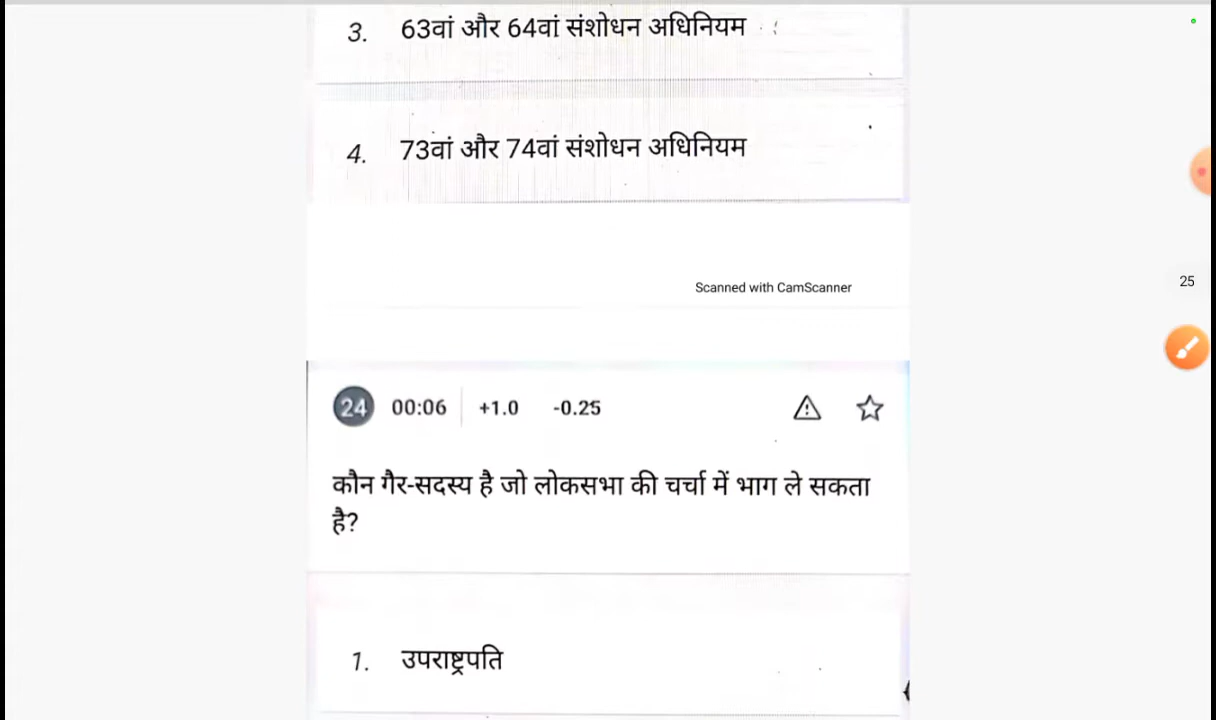 3. 63वां और 64वां संशोधन अधिनियम
4. 73वां और 74वां संशोधन अधिनियम
Scanned with CamScanner
25
24 00:06 +1.0 -0.25
कौन गैर-सदस्य है जो लोकसभा की चर्चा में भाग ले सकता
है?
1. उपराष्ट्रपति